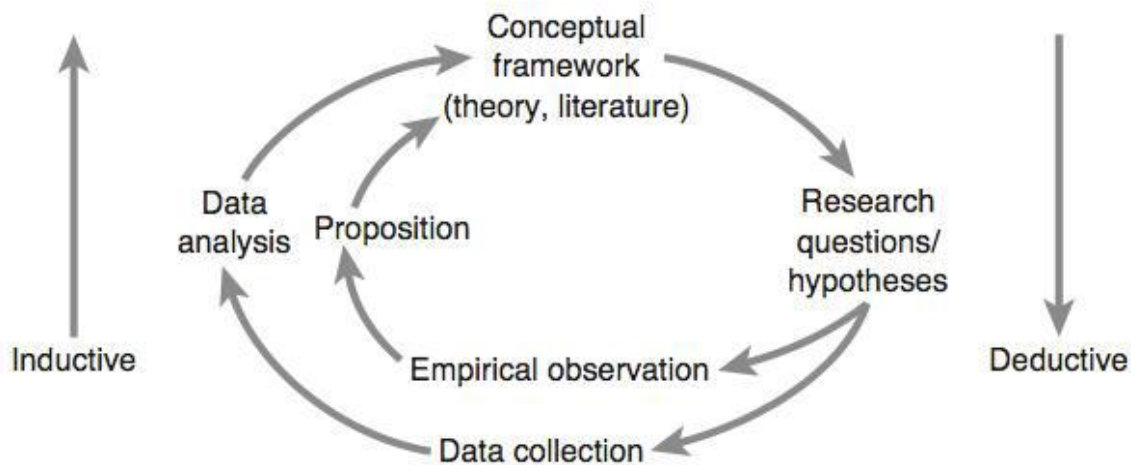 Conceptual
framework
(theory, literature)
Data
analysis
Proposition
Research
questions/
hypotheses
Inductive
Empirical observation
Deductive
Data collection